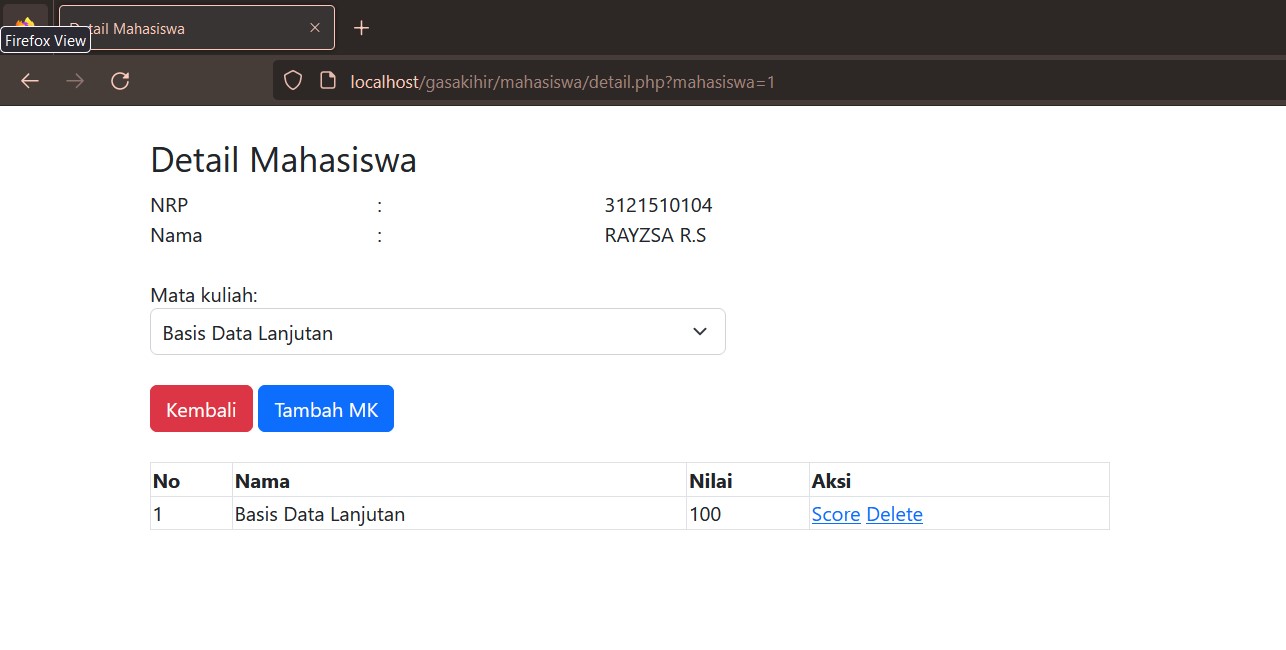 Detail Mahasiswa
Firefox View
localhost/gasakihir/mahasiswa/detail.php?mahasiswa=1
Detail Mahasiswa
NRP : 3121510104
Nama : RAYZSA R.S
Mata kuliah:
Basis Data Lanjutan
Kembali Tambah MK
No Nama Nilai Aksi
1 Basis Data Lanjutan 100 Score Delete